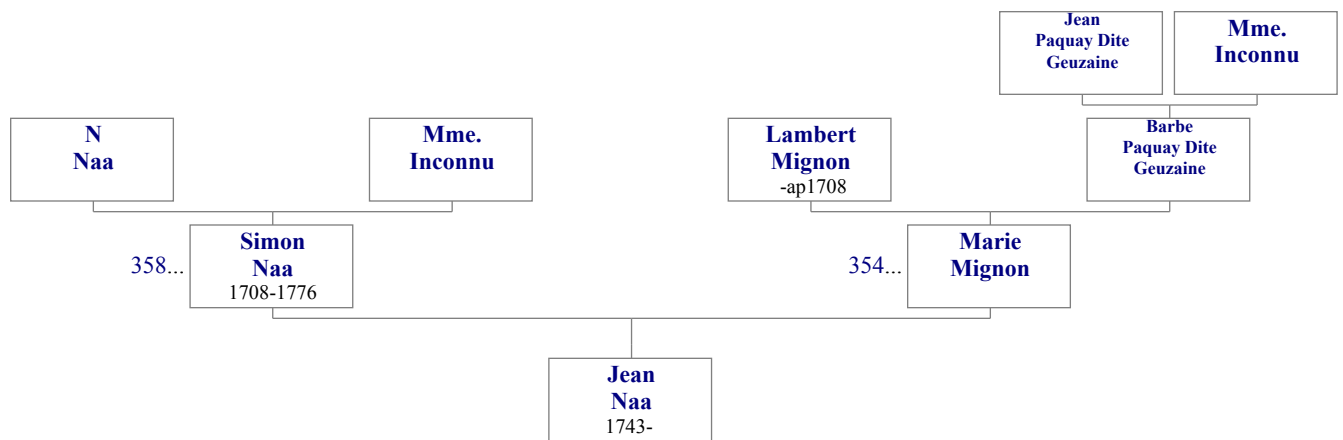 Jean
Paquay Dite
Geuzaine
Mme.
Inconnu
N
Naa
Mme.
Inconnu
Lambert
Mignon
-ap1708
Barbe
Paquay Dite
Geuzaine
358...
Simon
Naa
1708-1776
354...
Marie
Mignon
Jean
Naa
1743-